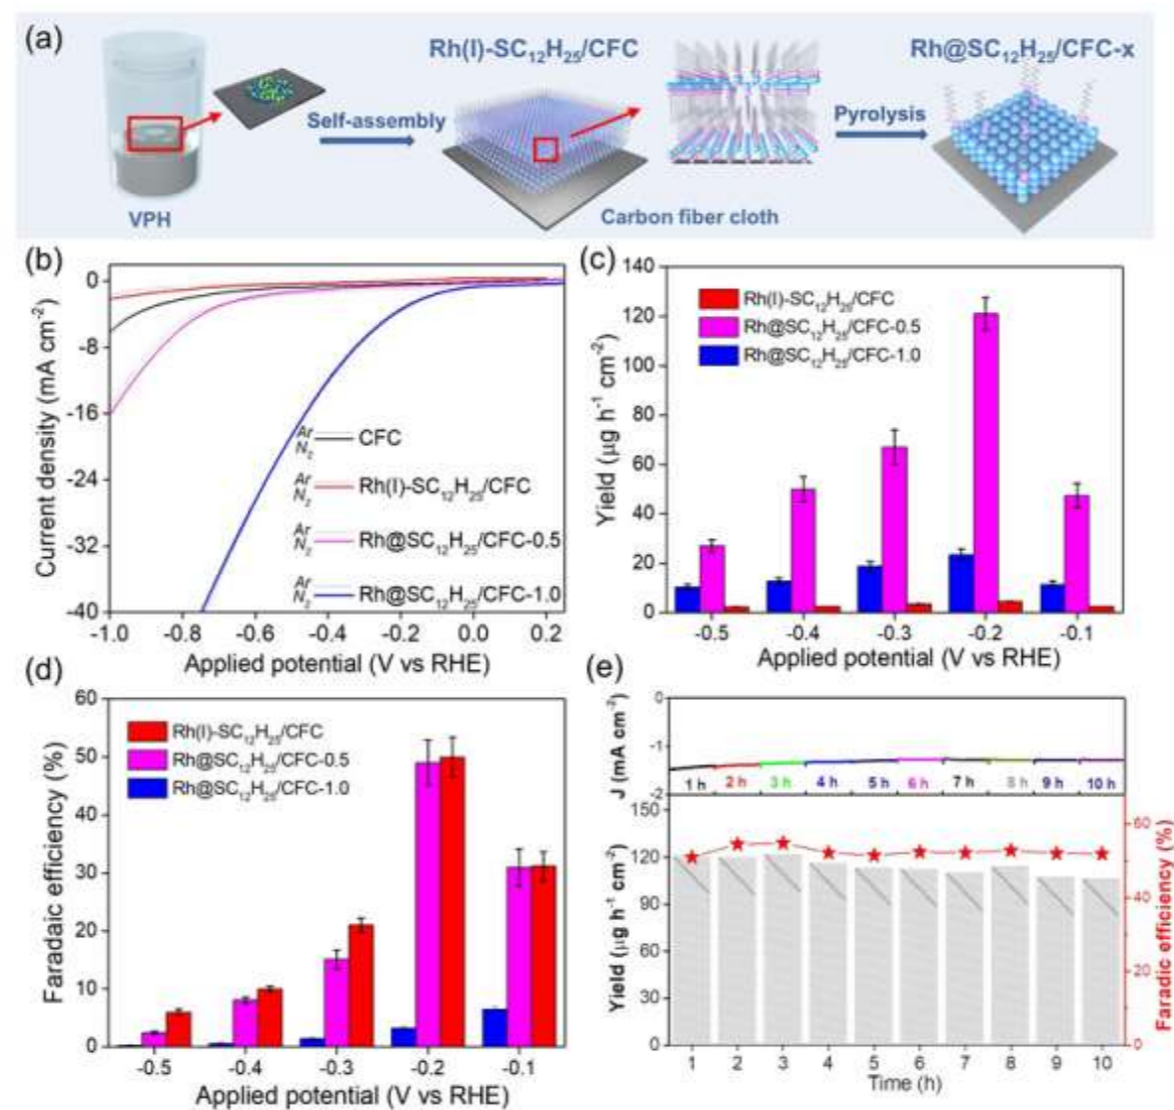 (a)
Rh(I)-SC₁₂H₂₅/CFC
Rh@SC₁₂H₂₅/CFC-x
Self-assembly
Pyrolysis
VPH
Carbon fiber cloth
(b)
0
-8
-16
-24
-32
-40
Current density (mA cm⁻²)
Ar
N₂
CFC
Ar
N₂
Rh(I)-SC₁₂H₂₅/CFC
Ar
N₂
Rh@SC₁₂H₂₅/CFC-0.5
Ar
N₂
Rh@SC₁₂H₂₅/CFC-1.0
-1.0 -0.8 -0.6 -0.4 -0.2 0.0 0.2
Applied potential (V vs RHE)
(c)
140
120
100
80
60
40
20
0
Yield (μg h⁻¹ cm⁻²)
Rh(I)-SC₁₂H₂₅/CFC
Rh@SC₁₂H₂₅/CFC-0.5
Rh@SC₁₂H₂₅/CFC-1.0
-0.5 -0.4 -0.3 -0.2 -0.1
Applied potential (V vs RHE)
(d)
60
50
40
30
20
10
0
Faradaic efficiency (%)
Rh(I)-SC₁₂H₂₅/CFC
Rh@SC₁₂H₂₅/CFC-0.5
Rh@SC₁₂H₂₅/CFC-1.0
-0.5 -0.4 -0.3 -0.2 -0.1
Applied potential (V vs RHE)
(e)
0
-1
-2
J (mA cm⁻²)
1 h 2 h 3 h 4 h 5 h 6 h 7 h 8 h 9 h 10 h
150
120
90
60
30
0
Yield (μg h⁻¹ cm⁻²)
60
40
20
0
Faradic efficiency (%)
1 2 3 4 5 6 7 8 9 10
Time (h)